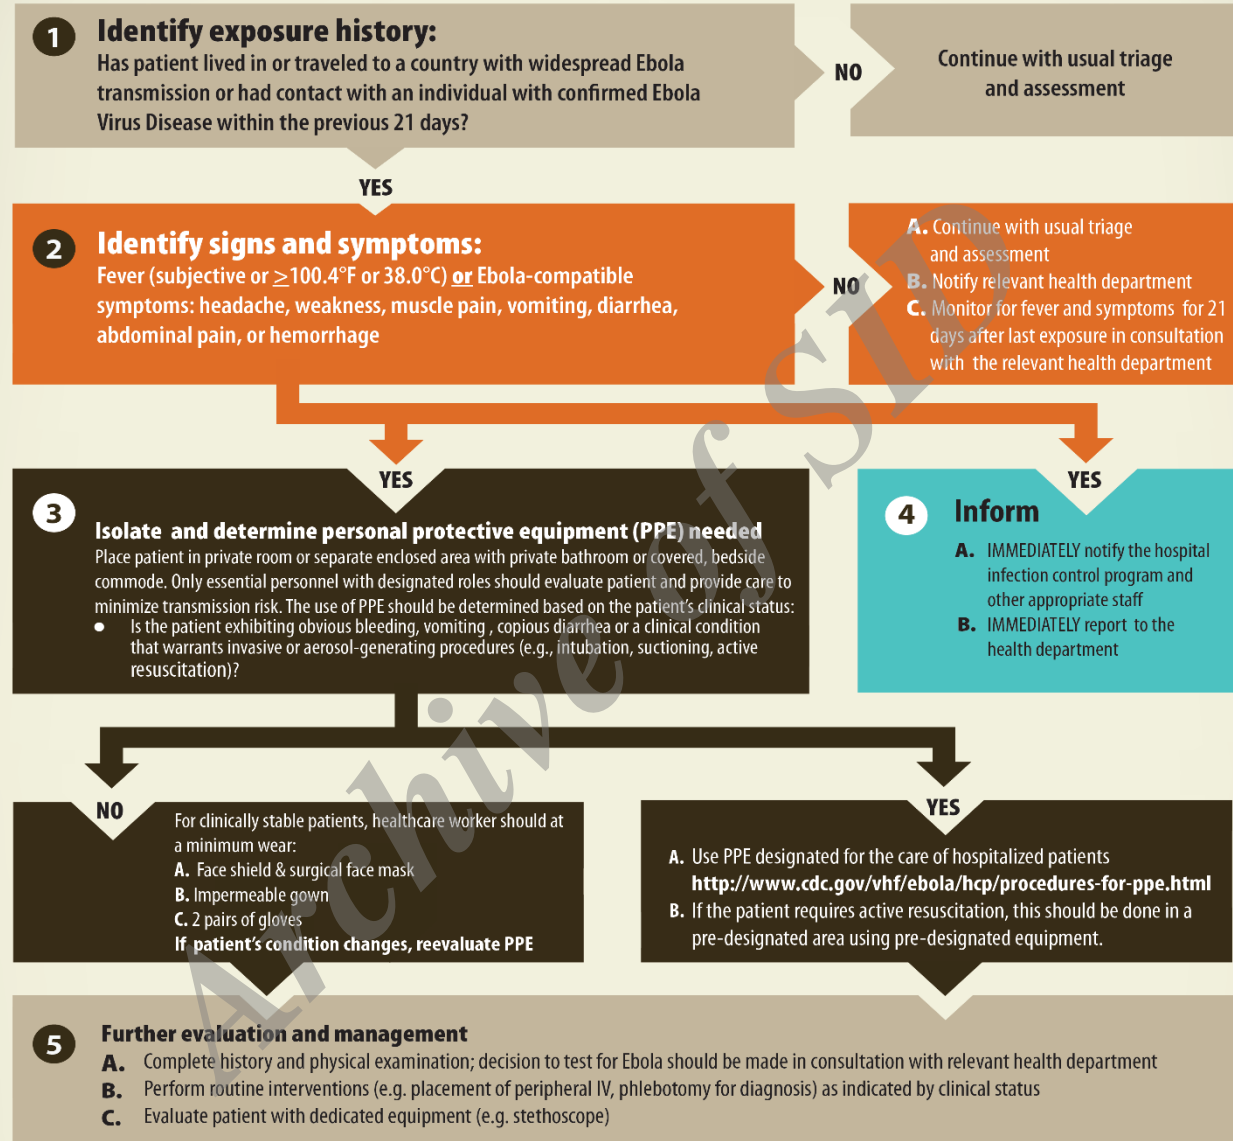 1
Identify exposure history:
Has patient lived in or traveled to a country with widespread Ebola
transmission or had contact with an individual with confirmed Ebola
Virus Disease within the previous 21 days?
NO
Continue with usual triage
and assessment
YES
2
Identify signs and symptoms:
Fever (subjective or ≥100.4°F or 38.0°C) or Ebola-compatible
symptoms: headache, weakness, muscle pain, vomiting, diarrhea,
abdominal pain, or hemorrhage
NO
A. Continue with usual triage
and assessment
B. Notify relevant health department
C. Monitor for fever and symptoms for 21
days after last exposure in consultation
with the relevant health department
YES
3
Isolate and determine personal protective equipment (PPE) needed
Place patient in private room or separate enclosed area with private bathroom or covered, bedside
commode. Only essential personnel with designated roles should evaluate patient and provide care to
minimize transmission risk. The use of PPE should be determined based on the patient's clinical status:
● Is the patient exhibiting obvious bleeding, vomiting , copious diarrhea or a clinical condition
that warrants invasive or aerosol-generating procedures (e.g., intubation, suctioning, active
resuscitation)?
YES
4
Inform
A. IMMEDIATELY notify the hospital
infection control program and
other appropriate staff
B. IMMEDIATELY report to the
health department
NO
For clinically stable patients, healthcare worker should at
a minimum wear:
A. Face shield & surgical face mask
B. Impermeable gown
C. 2 pairs of gloves
If patient's condition changes, reevaluate PPE
YES
A. Use PPE designated for the care of hospitalized patients
http://www.cdc.gov/vhf/ebola/hcp/procedures-for-ppe.html
B. If the patient requires active resuscitation, this should be done in a
pre-designated area using pre-designated equipment.
5
Further evaluation and management
A. Complete history and physical examination; decision to test for Ebola should be made in consultation with relevant health department
B. Perform routine interventions (e.g. placement of peripheral IV, phlebotomy for diagnosis) as indicated by clinical status
C. Evaluate patient with dedicated equipment (e.g. stethoscope)
Archive of SID